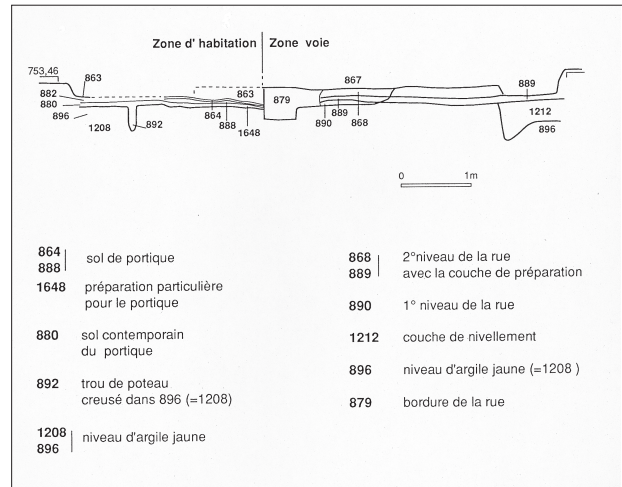 Zone d' habitation Zone voie
753,46
863
882
880
896
1208
892
863
864
888
1648
879
867
890
889
868
889
1212
896
0 1m
864
888
sol de portique
1648 préparation particulière
pour le portique
880 sol contemporain
du portique
892 trou de poteau
creusé dans 896 (=1208)
1208
896
niveau d'argile jaune
868 2°niveau de la rue
889 avec la couche de préparation
890 1° niveau de la rue
1212 couche de nivellement
896 niveau d'argile jaune (=1208 )
879 bordure de la rue